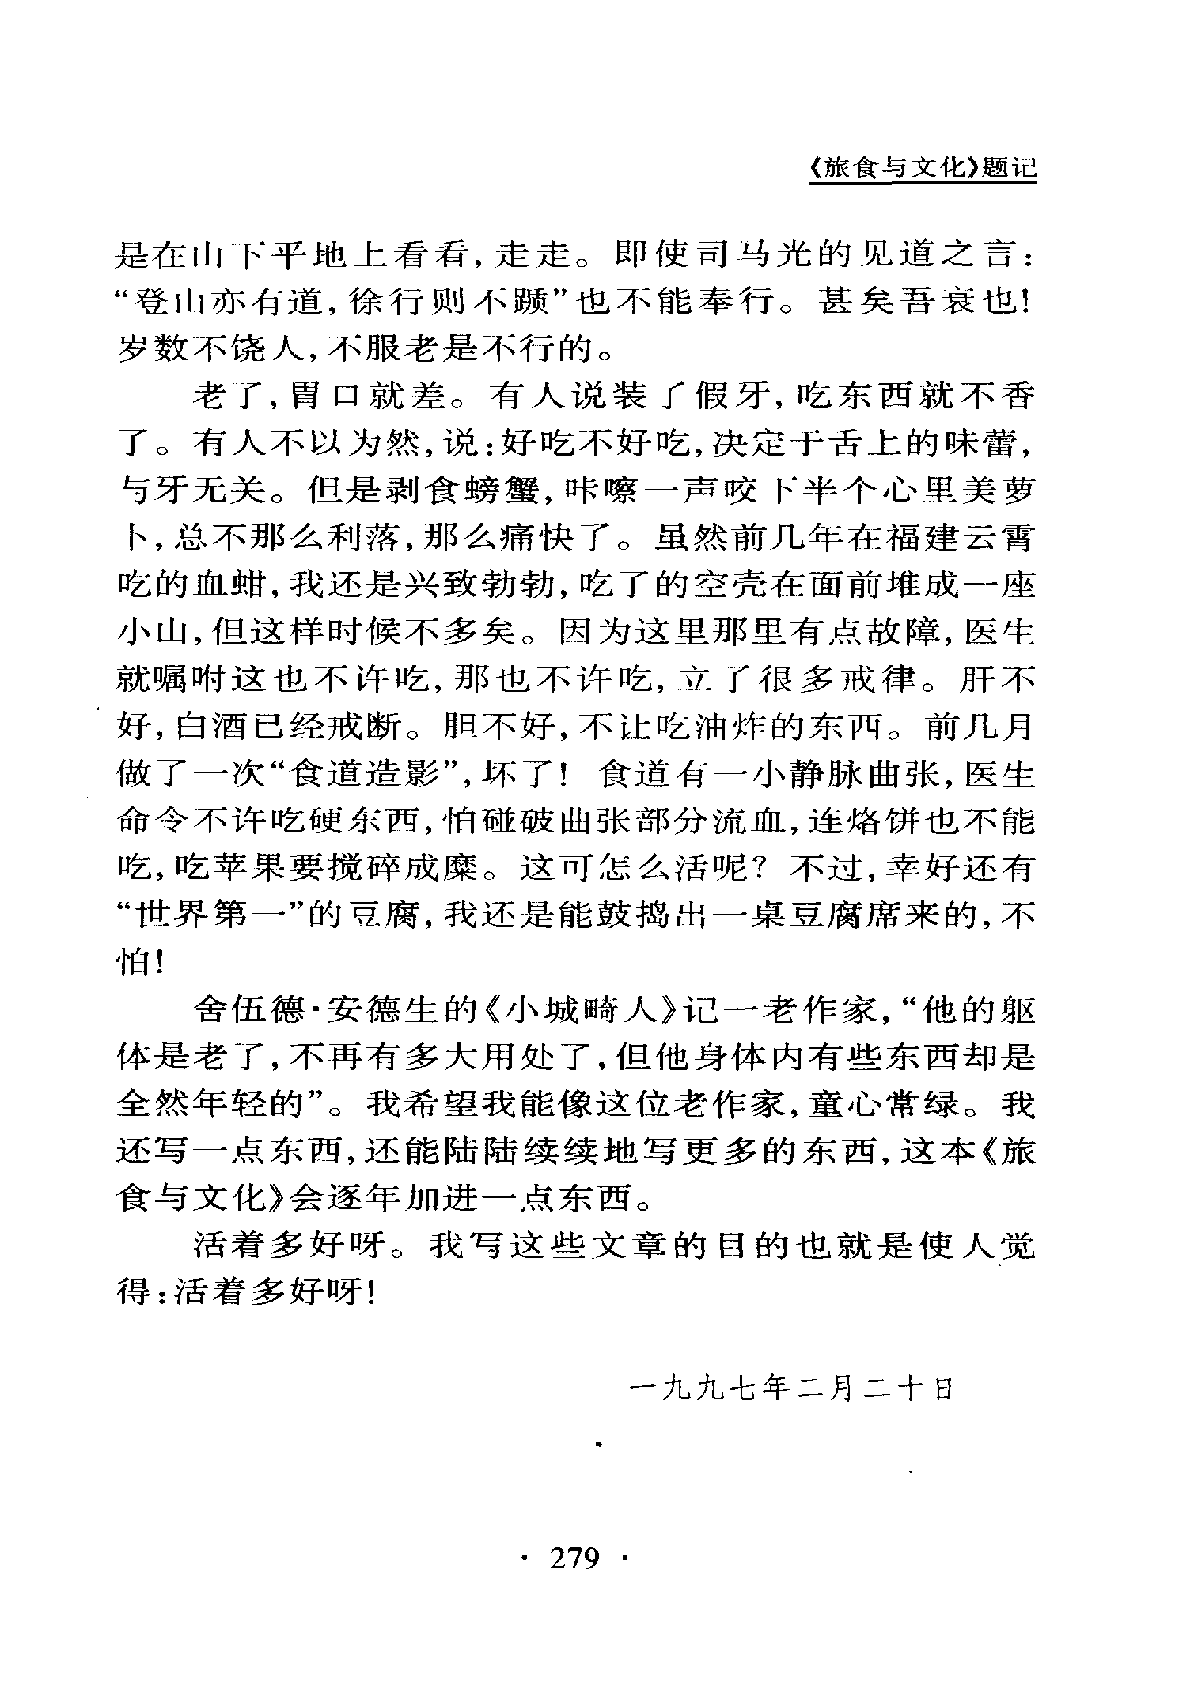 《旅食与文化》题记
是在山下平地上看看,走走。即使司马光的见道之言:
“登山亦有道,徐行则不踬”也不能奉行。甚矣吾衰也!
岁数不饶人,不服老是不行的。
老了,胃口就差。有人说装了假牙,吃东西就不香
了。有人不以为然,说:好吃不好吃,决定于舌上的味蕾,
与牙无关。但是剥食螃蟹,咔嚓一声咬下半个心里美萝
卜,总不那么利落,那么痛快了。虽然前几年在福建云霄
吃的血蚶,我还是兴致勃勃,吃了的空壳在面前堆成一座
小山,但这样时候不多矣。因为这里那里有点故障,医生
就嘱咐这也不许吃,那也不许吃,立了很多戒律。肝不
好,白酒已经戒断。胆不好,不让吃油炸的东西。前几月
做了一次“食道造影”,坏了! 食道有一小静脉曲张,医生
命令不许吃硬东西,怕碰破曲张部分流血,连烙饼也不能
吃,吃苹果要搅碎成糜。这可怎么活呢? 不过,幸好还有
“世界第一”的豆腐,我还是能鼓捣出一桌豆腐席来的,不
怕!
舍伍德·安德生的《小城畸人》记一老作家,“他的躯
体是老了,不再有多大用处了,但他身体内有些东西却是
全然年轻的”。我希望我能像这位老作家,童心常绿。我
还写一点东西,还能陆陆续续地写更多的东西,这本《旅
食与文化》会逐年加进一点东西。
活着多好呀。我写这些文章的目的也就是使人觉
得:活着多好呀!
一九九七年二月二十日
· 279 ·